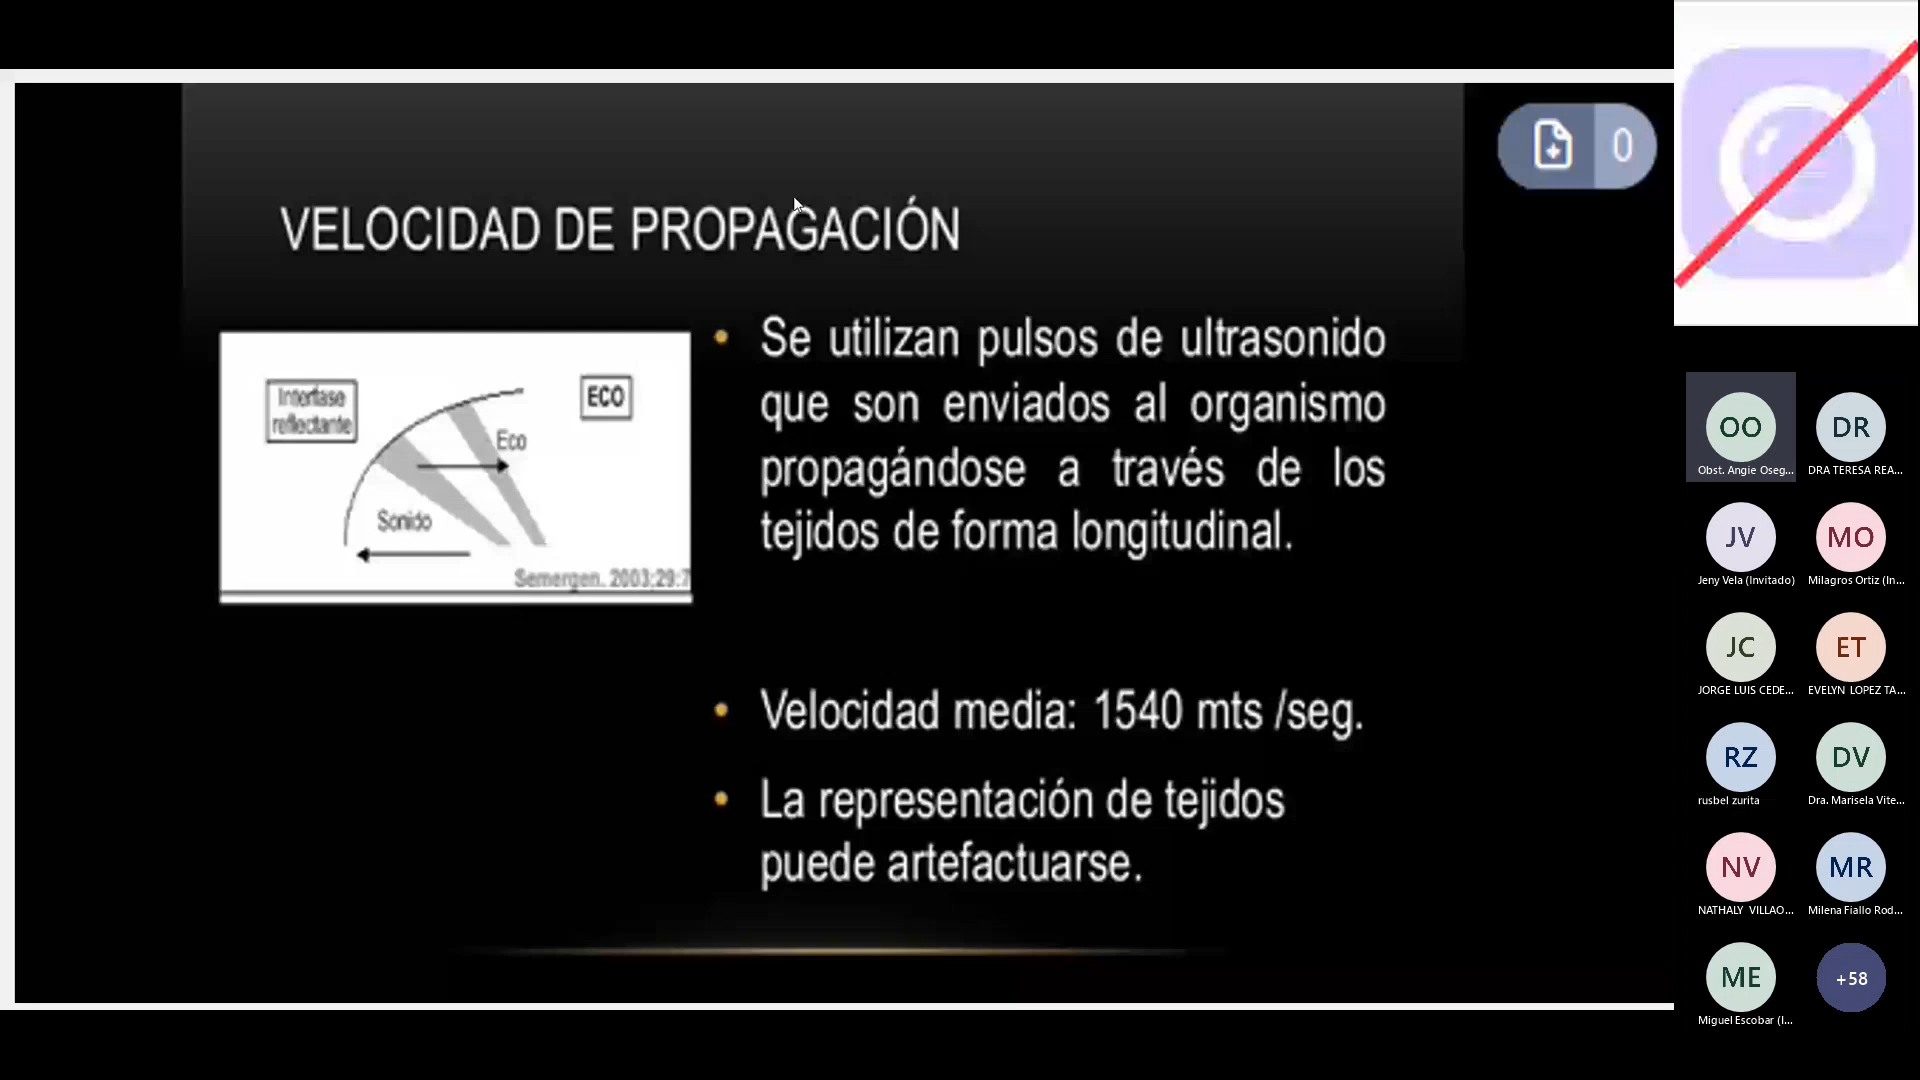 VELOCIDAD DE PROPAGACIÓN
0
Interfase
reflectante
ECO
Eco
Sonido
Semergen. 2003;29:7
• Se utilizan pulsos de ultrasonido
que son enviados al organismo
propagándose a través de los
tejidos de forma longitudinal.
• Velocidad media: 1540 mts /seg.
• La representación de tejidos
puede artefactuarse.
OO
Obst. Angie Oseg...
DR
DRA TERESA REA...
JV
Jeny Vela (Invitado)
MO
Milagros Ortiz (In...
JC
JORGE LUIS CEDE...
ET
EVELYN LOPEZ TA...
RZ
rusbel zurita
DV
Dra. Marisela Vite...
NV
NATHALY VILLAO...
MR
Milena Fiallo Rod...
ME
Miguel Escobar (I...
+58